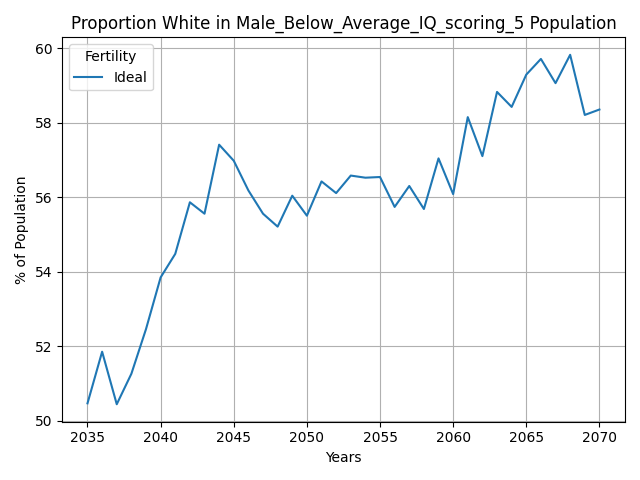 Proportion White in Male_Below_Average_IQ_scoring_5 Population
Fertility
Ideal
60
58
56
54
52
50
% of Population
2035 2040 2045 2050 2055 2060 2065 2070
Years